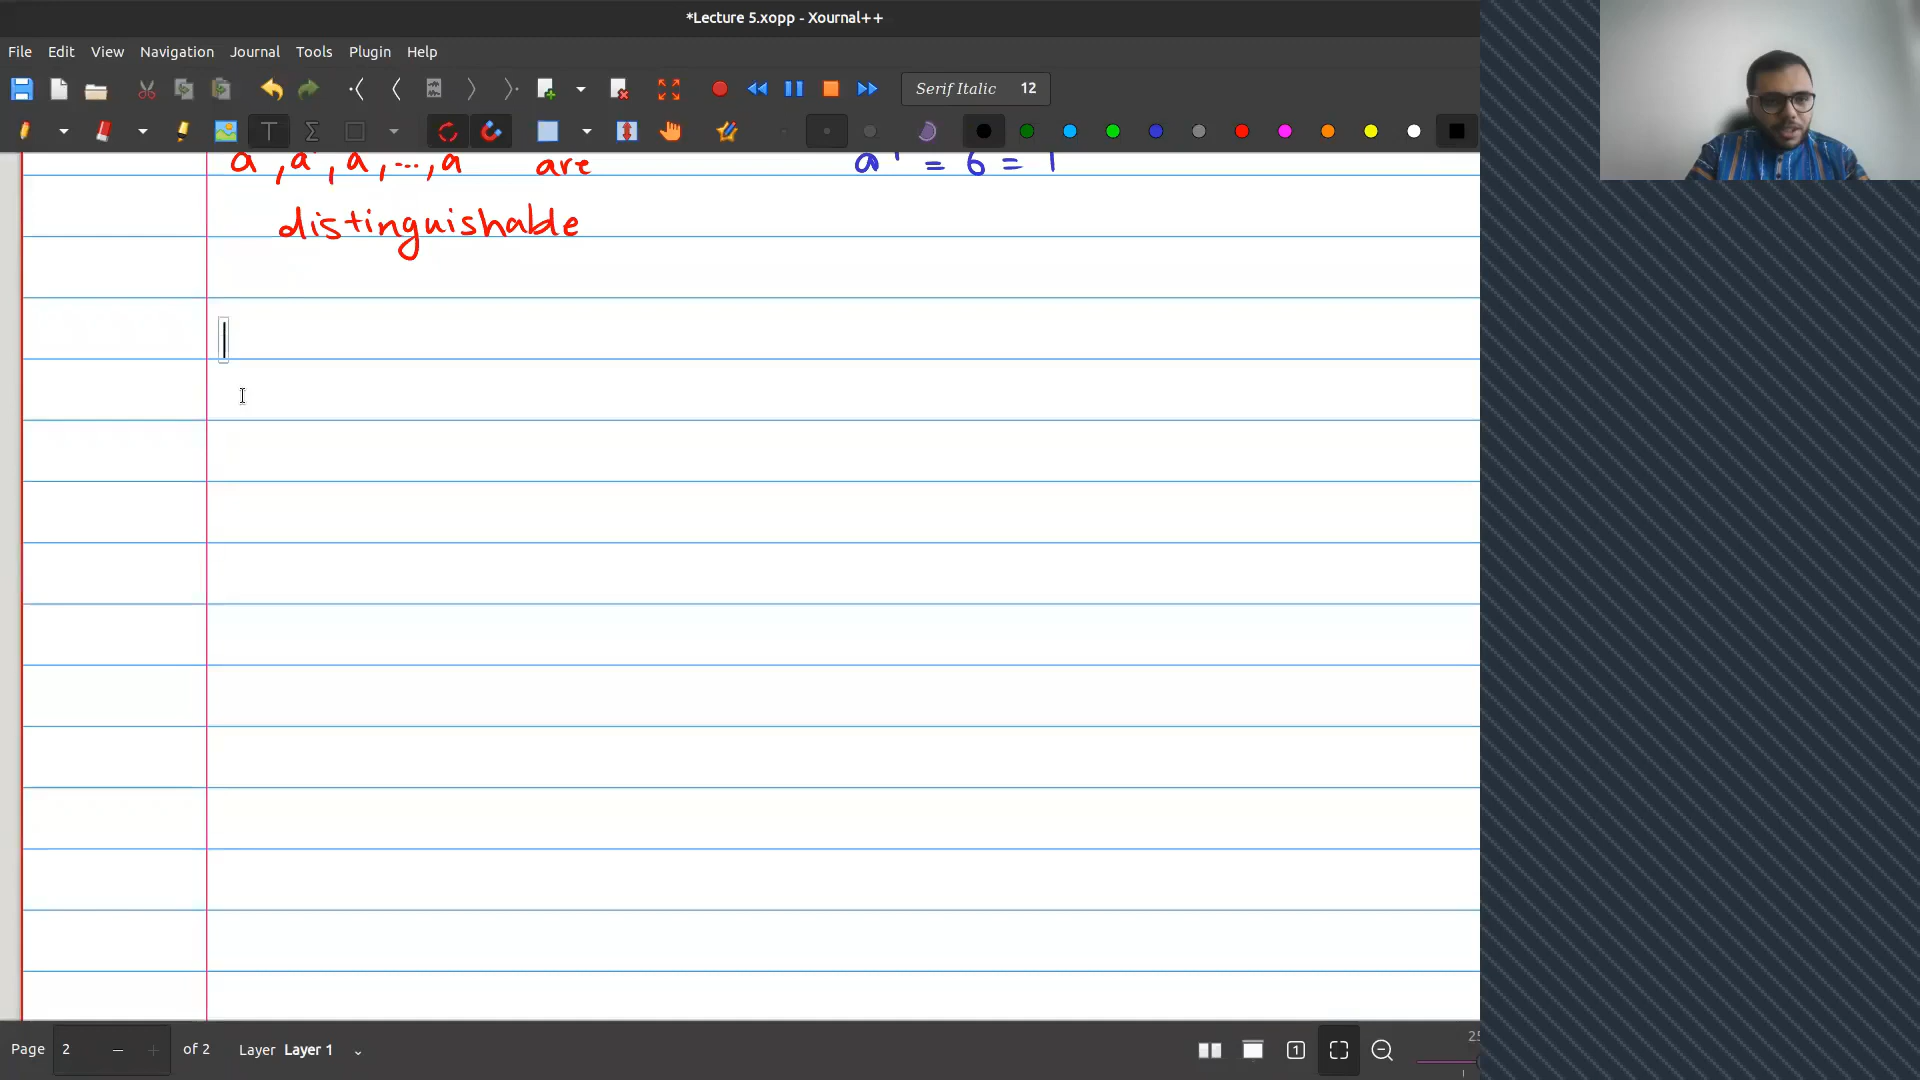 *Lecture 5.xopp - Xournal++
File Edit View Navigation Journal Tools Plugin Help
Serif Italic 12
T Σ
a, a, a, ..., a are
a = 6 = 1
distinguishable
Page 2 - + of 2 Layer Layer 1
1